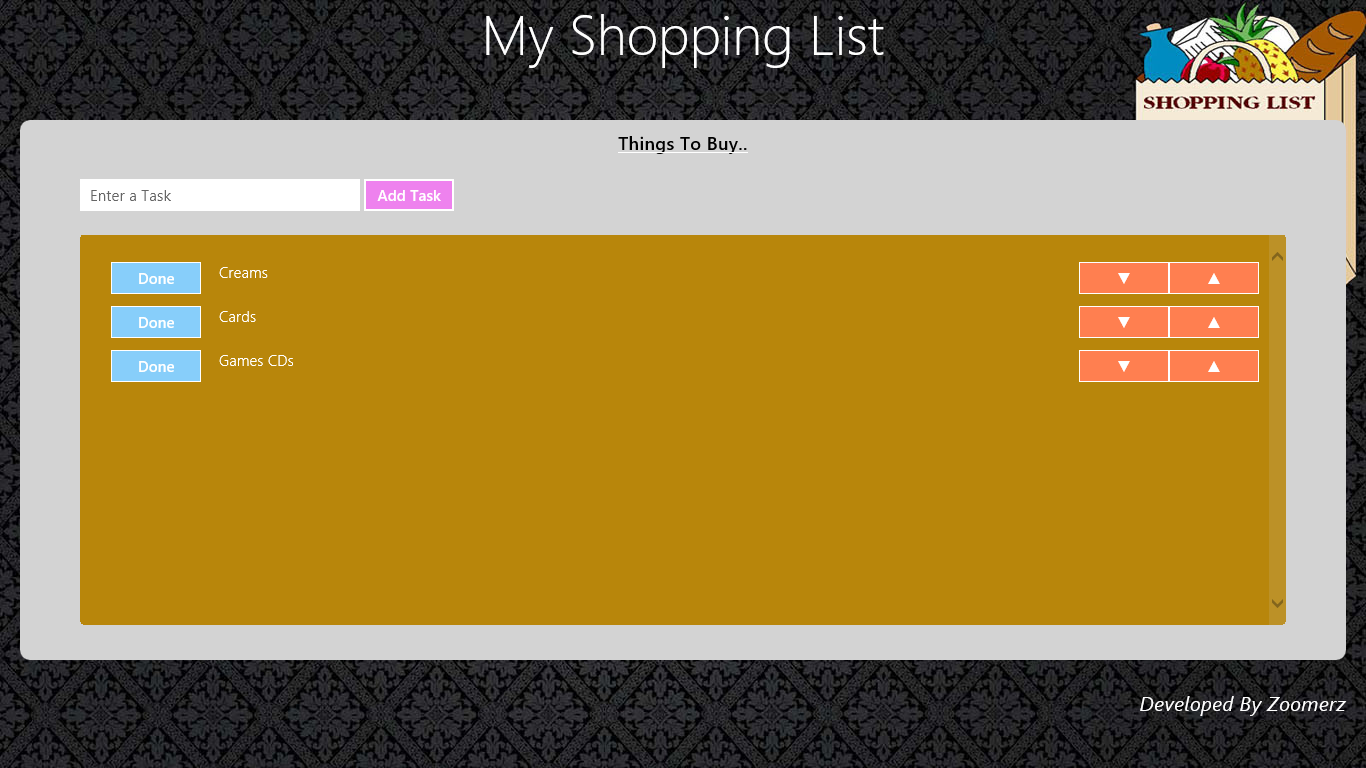 My Shopping List
SHOPPING LIST
Things To Buy..
Enter a Task Add Task
Done Creams ▼ ▲
Done Cards ▼ ▲
Done Games CDs ▼ ▲
Developed By Zoomerz